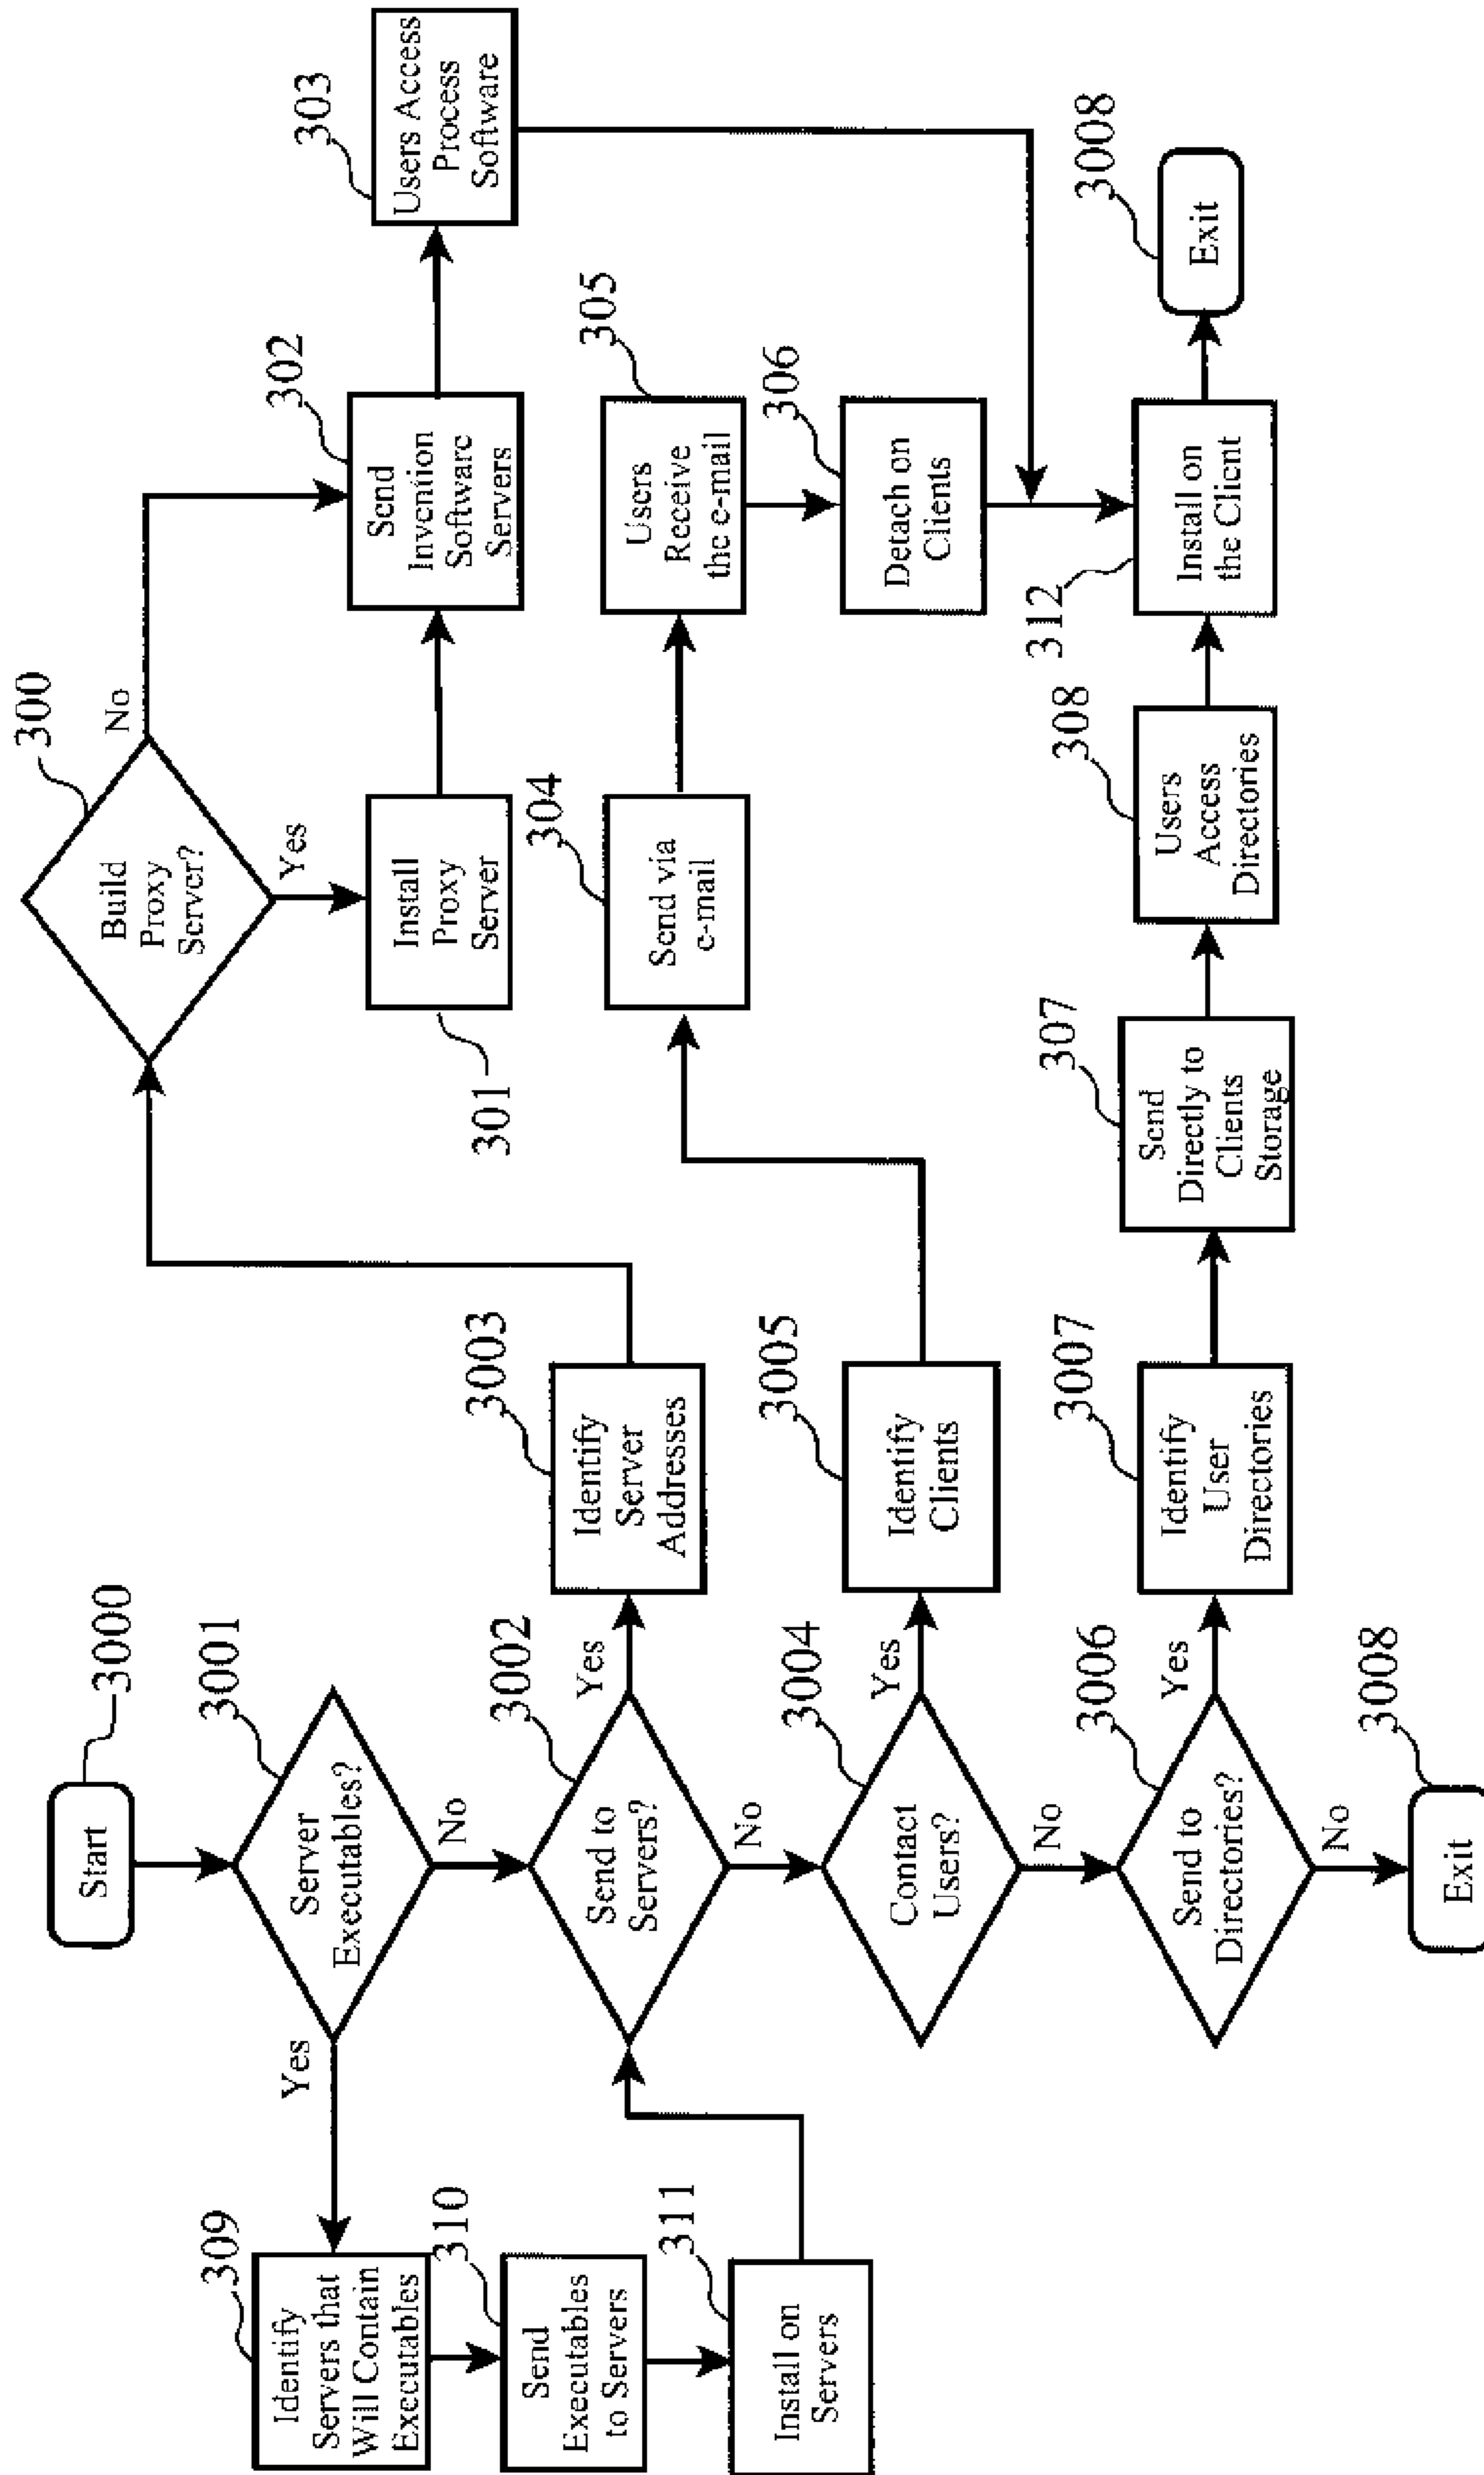 Start
3000
Server
Executables?
3001
Yes
No
309
Identify
Servers that
Will Contain
Executables
310
Send
Executables
to Servers
311
Install on
Servers
Send to
Servers?
3002
Yes
No
Identify
Server
Addresses
3003
Build
Proxy
Server?
300
No
Yes
Install
Proxy
Server
301
Send
Invention
Software
Servers
302
Users Access
Process
Software
303
Contact
Users?
3004
Yes
No
Identify
Clients
3005
Send via
e-mail
304
Users
Receive
the e-mail
305
Detach on
Clients
306
Send to
Directories?
3006
Yes
No
Identify
User
Directories
3007
Send
Directly to
Clients
Storage
307
Users
Access
Directories
308
Install on
the Client
312
Exit
3008
Exit
3008